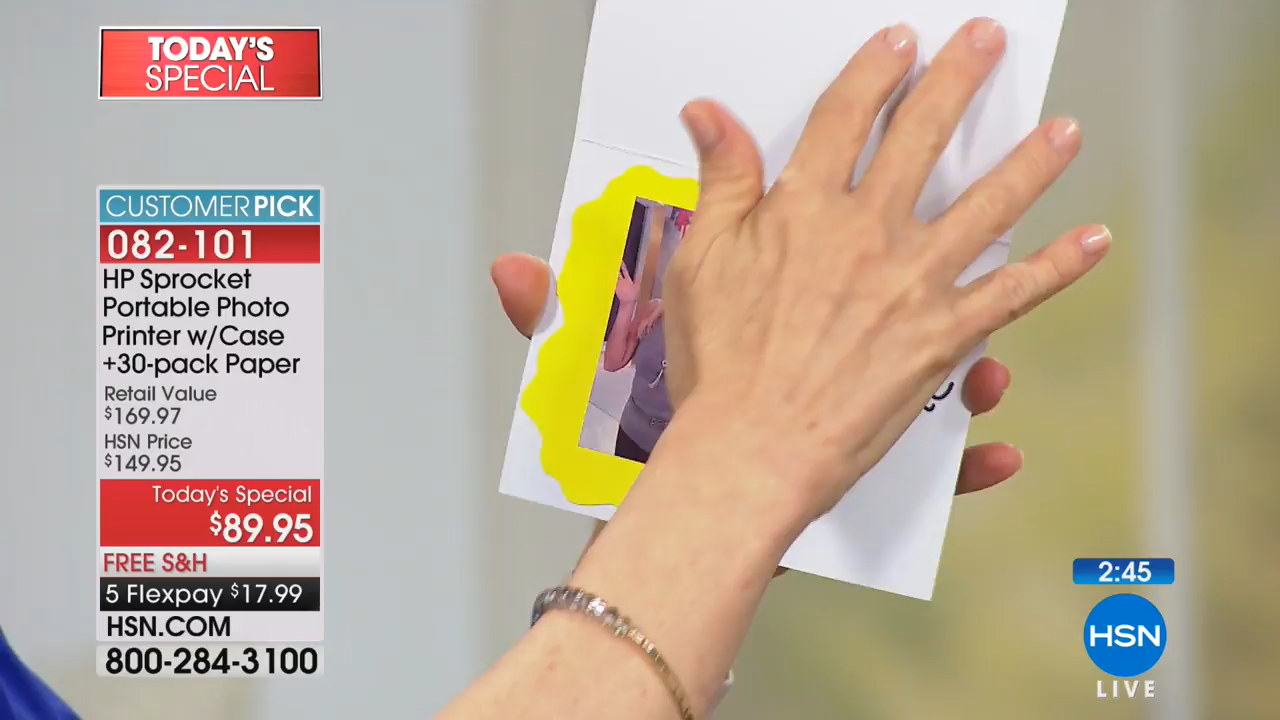 TODAY'S
SPECIAL
CUSTOMER PICK
082-101
HP Sprocket
Portable Photo
Printer w/Case
+30-pack Paper
Retail Value
$169.97
HSN Price
$149.95
Today's Special
$89.95
FREE S&H
5 Flexpay $17.99
HSN.COM
800-284-3100
2:45
HSN
LIVE